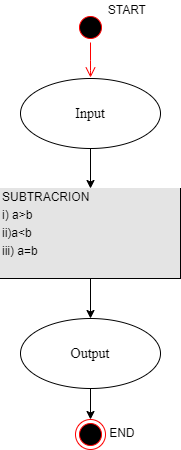 START
Input
SUBTRACRION
i) a>b
ii)a<b
iii) a=b
Output
END